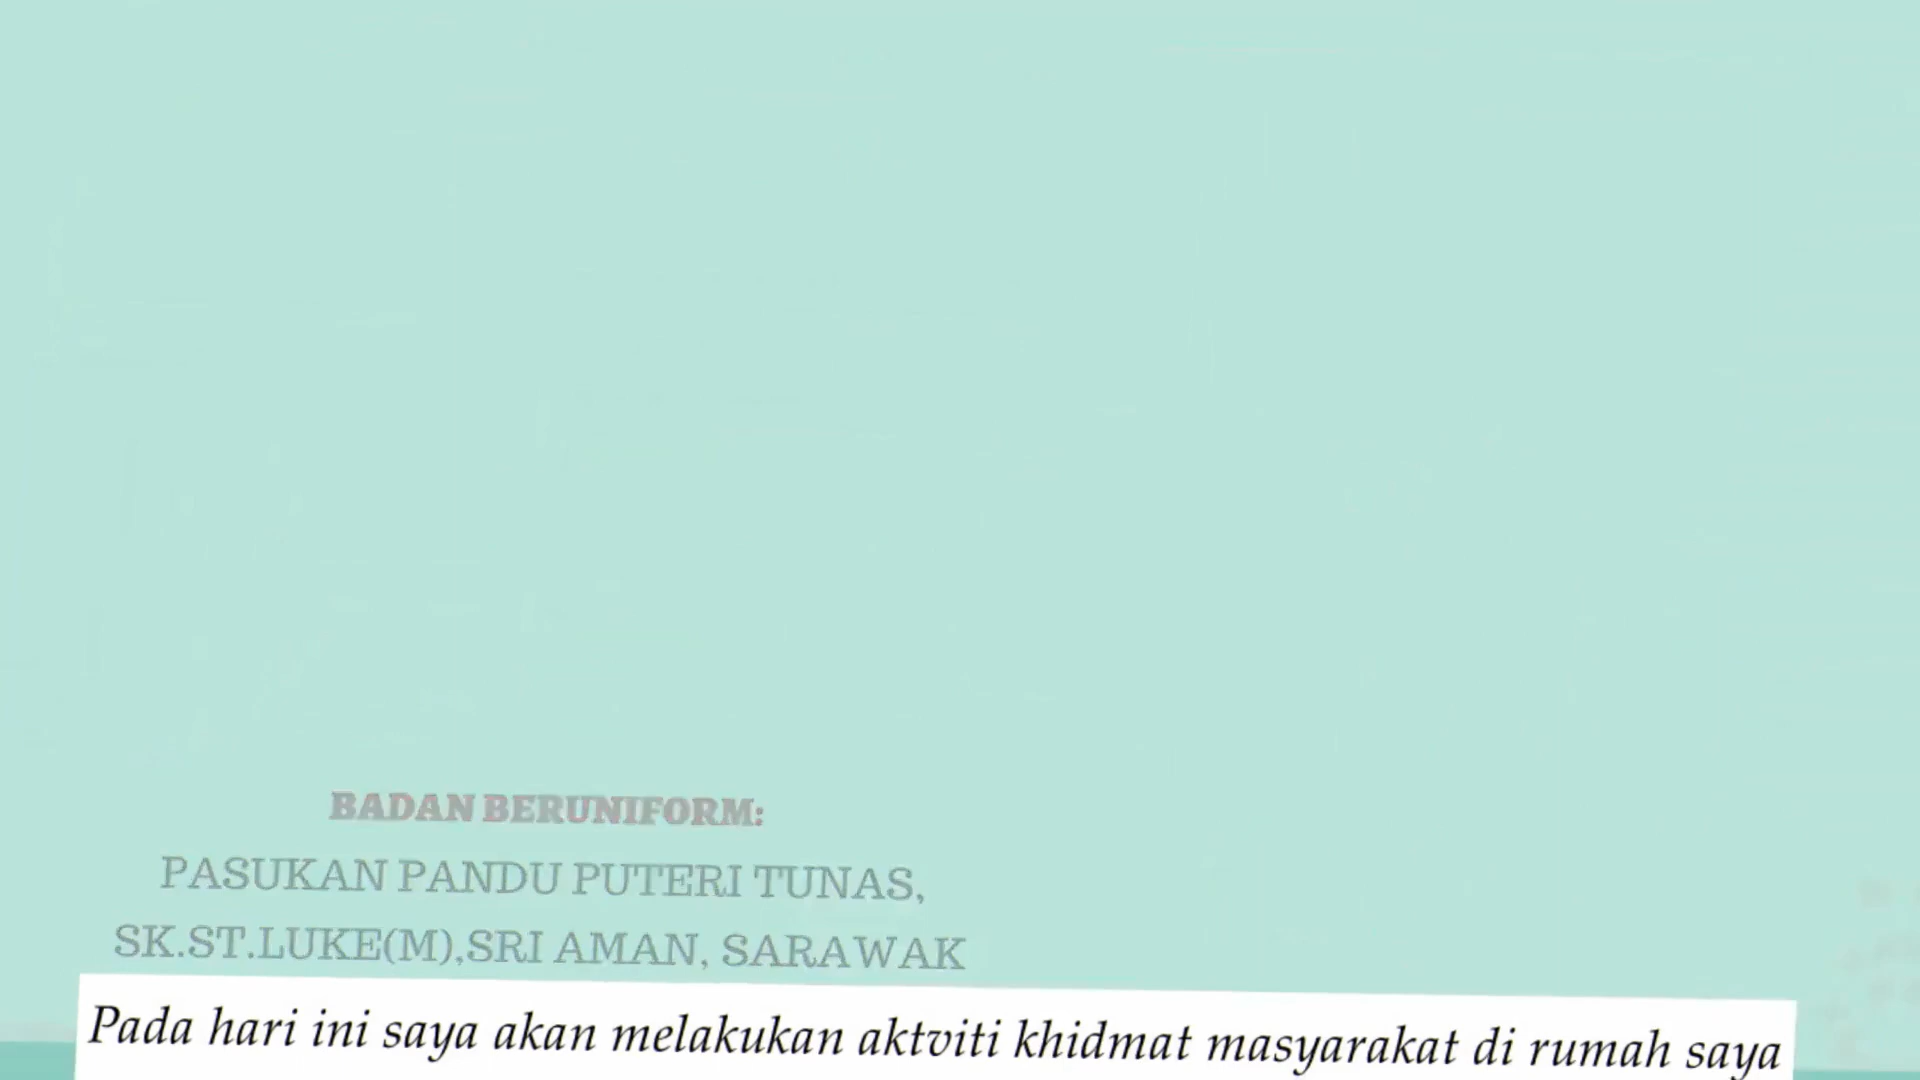 BADAN BERUNIFORM:
PASUKAN PANDU PUTERI TUNAS,
SK.ST.LUKE(M),SRI AMAN, SARAWAK
Pada hari ini saya akan melakukan aktviti khidmat masyarakat di rumah saya